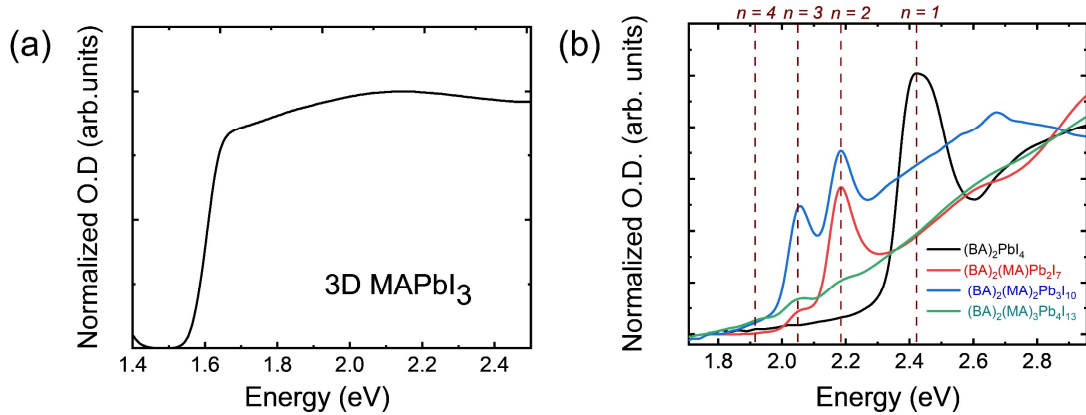 (a)
Normalized O.D (arb.units)
3D MAPbI₃
1.4 1.6 1.8 2.0 2.2 2.4
Energy (eV)
(b)
n = 4 n = 3 n = 2 n = 1
Normalized O.D. (arb. units)
(BA)₂PbI₄
(BA)₂(MA)Pb₂I₇
(BA)₂(MA)₂Pb₃I₁₀
(BA)₂(MA)₃Pb₄I₁₃
1.8 2.0 2.2 2.4 2.6 2.8
Energy (eV)